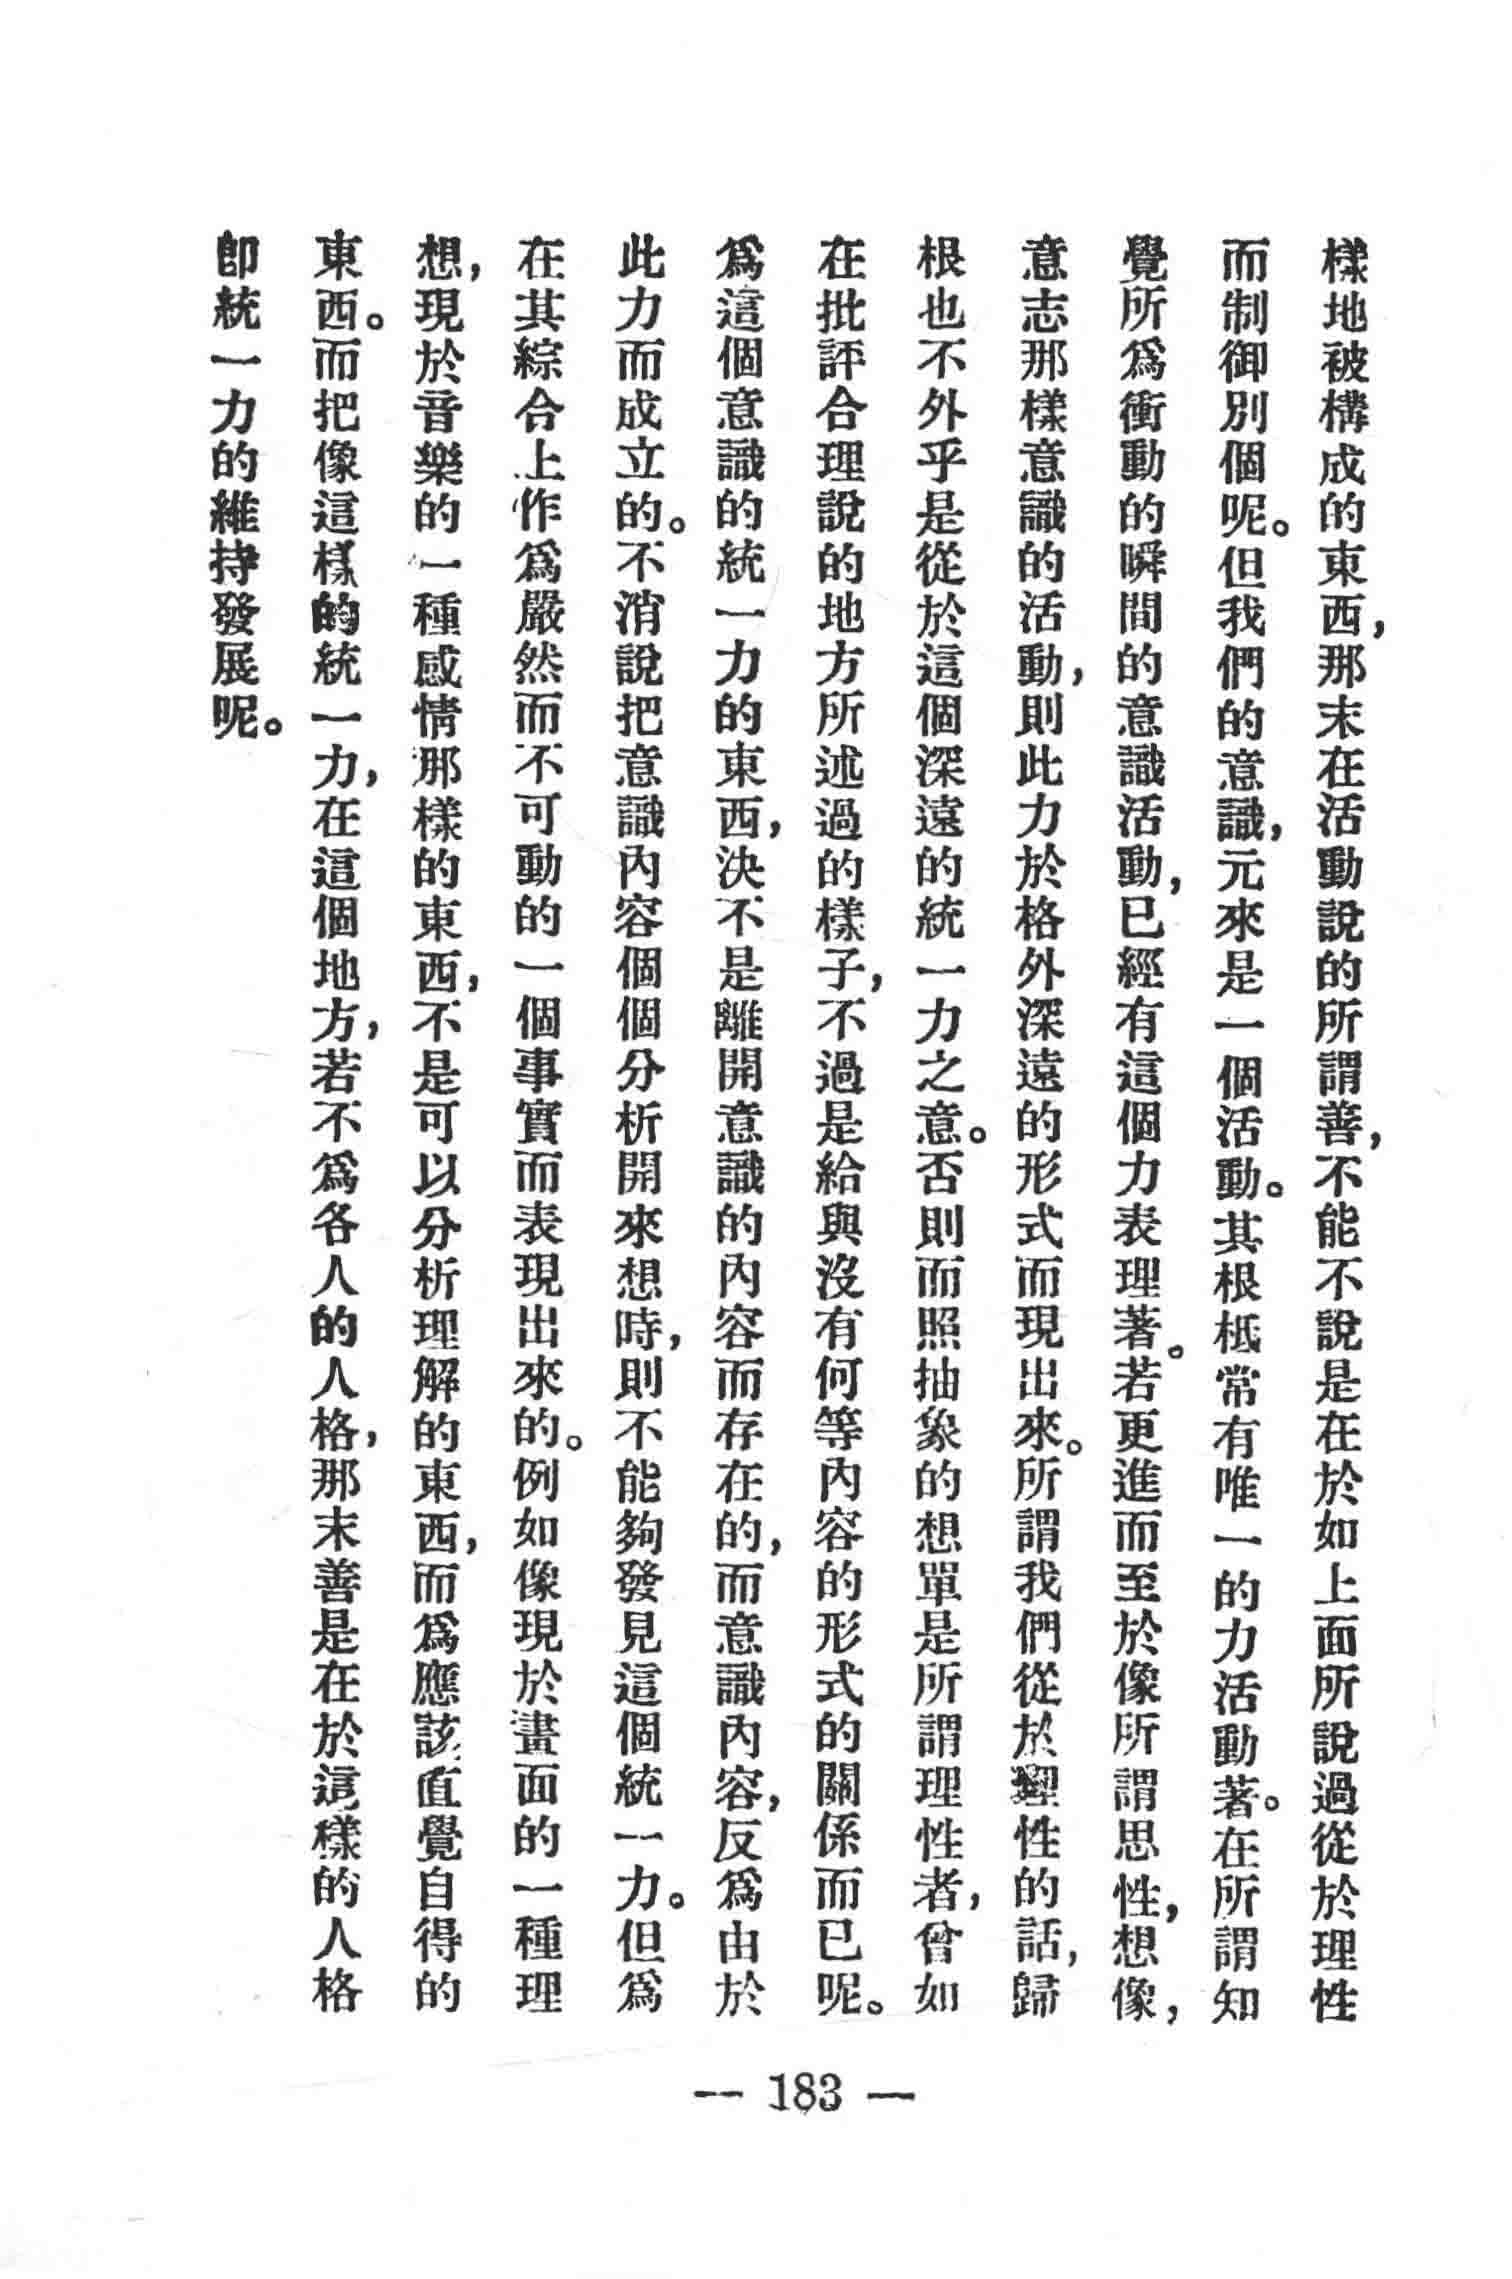 樣地被構成的東西，那末在活動說的所謂善，不能不說是在於如上面所說過從於理性
而制御別個呢。但我們的意識，元來是一個活動。其根柢常有唯一的力活動著。在所謂知
覺所爲衝動的瞬間的意識活動，已經有這個力表理著。若更進而至於像所謂思性，想像，
意志那樣意識的活動，則此力於格外深遠的形式而現出來。所謂我們從於理性的話，歸
根也不外乎是從於這個深遠的統一力之意。否則而照抽象的想單是所謂理性者，曾如
在批評合理說的地方所述過的樣子，不過是給與沒有何等內容的形式的關係而已呢。
爲這個意識的統一力的東西，決不是離開意識的內容而存在的，而意識內容，反爲由於
此力而成立的。不消說把意識內容個個分析開來想時，則不能夠發見這個統一力。但爲
在其綜合上作爲嚴然而不可動的一個事實而表現出來的。例如像現於畫面的一種理
想，現於音樂的一種感情那樣的東西，不是可以分析理解的東西，而爲應該直覺自得的
東西。而把像這樣的統一力，在這個地方，若不爲各人的人格，那末善是在於這樣的人格
卽統一力的維持發展呢。
— 183 —